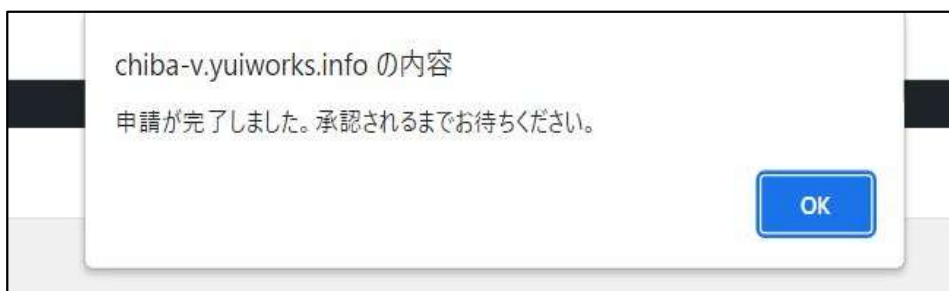 chiba-v.yuiworks.info の内容
申請が完了しました。承認されるまでお待ちください。
OK